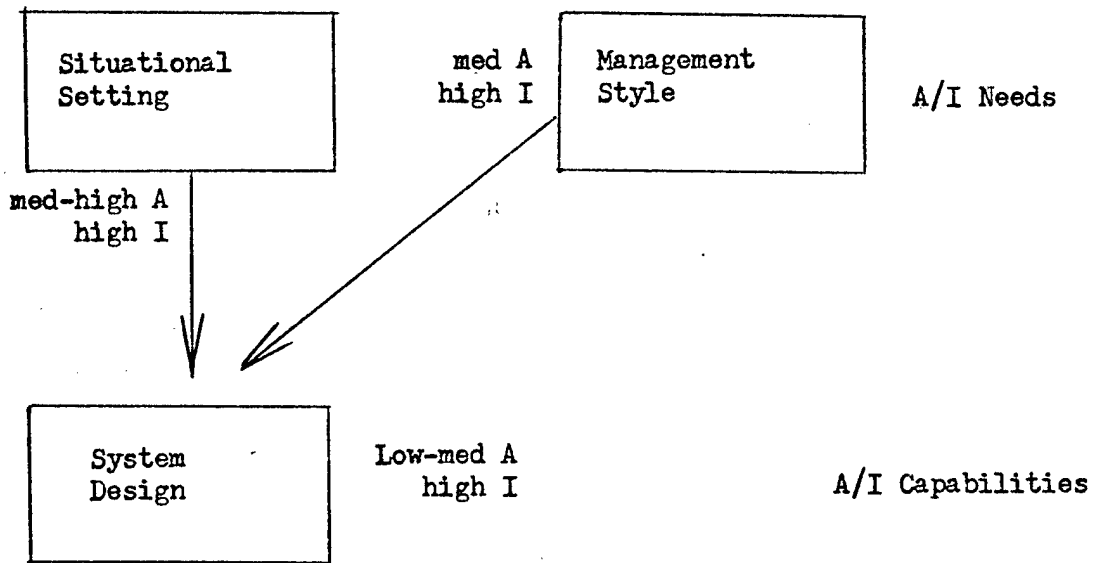 Situational
Setting
med A
high I
Management
Style
A/I Needs
med-high A
high I
System
Design
Low-med A
high I
A/I Capabilities